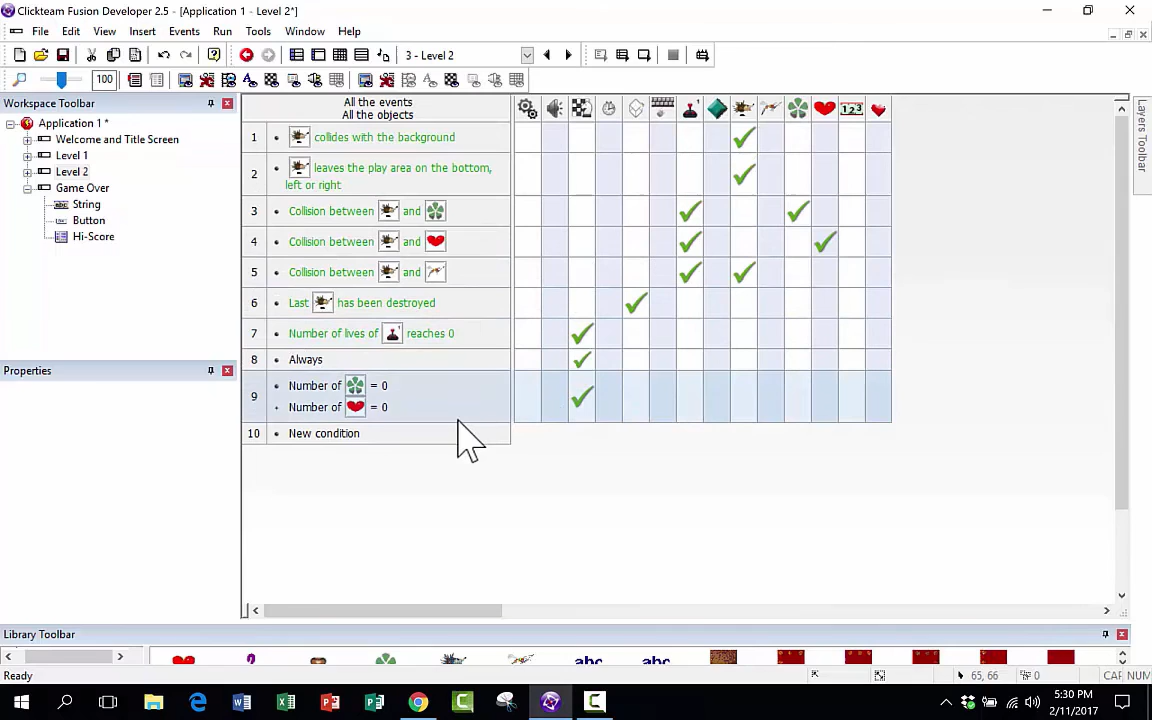 Clickteam Fusion Developer 2.5 - [Application 1 - Level 2*]
File Edit View Insert Events Run Tools Window Help
3 - Level 2
100
Workspace Toolbar
Application 1 *
Welcome and Title Screen
Level 1
Level 2
Game Over
String
Button
Hi-Score
Properties
All the events
All the objects
1 collides with the background
2 leaves the play area on the bottom,
left or right
3 Collision between and
4 Collision between and
5 Collision between and
6 Last has been destroyed
7 Number of lives of reaches 0
8 Always
9 Number of = 0
Number of = 0
10 New condition
Layers Toolbar
Library Toolbar
abc abc
Ready
65, 66
0
CAP NUM
5:30 PM
2/11/2017